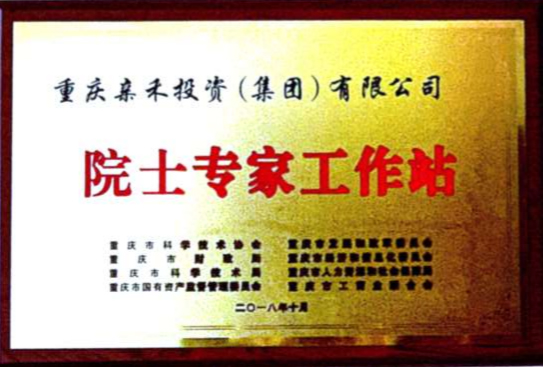 重庆亲禾投资(集团)有限公司
院士专家工作站
重庆市科学技术协会 重庆市发展和改革委员会
重庆市财政局 重庆市经济和信息化委员会
重庆市科学技术局 重庆市人力资源和社会保障局
重庆市国有资产监督管理委员会 重庆市工商业联合会
二〇一八年十月